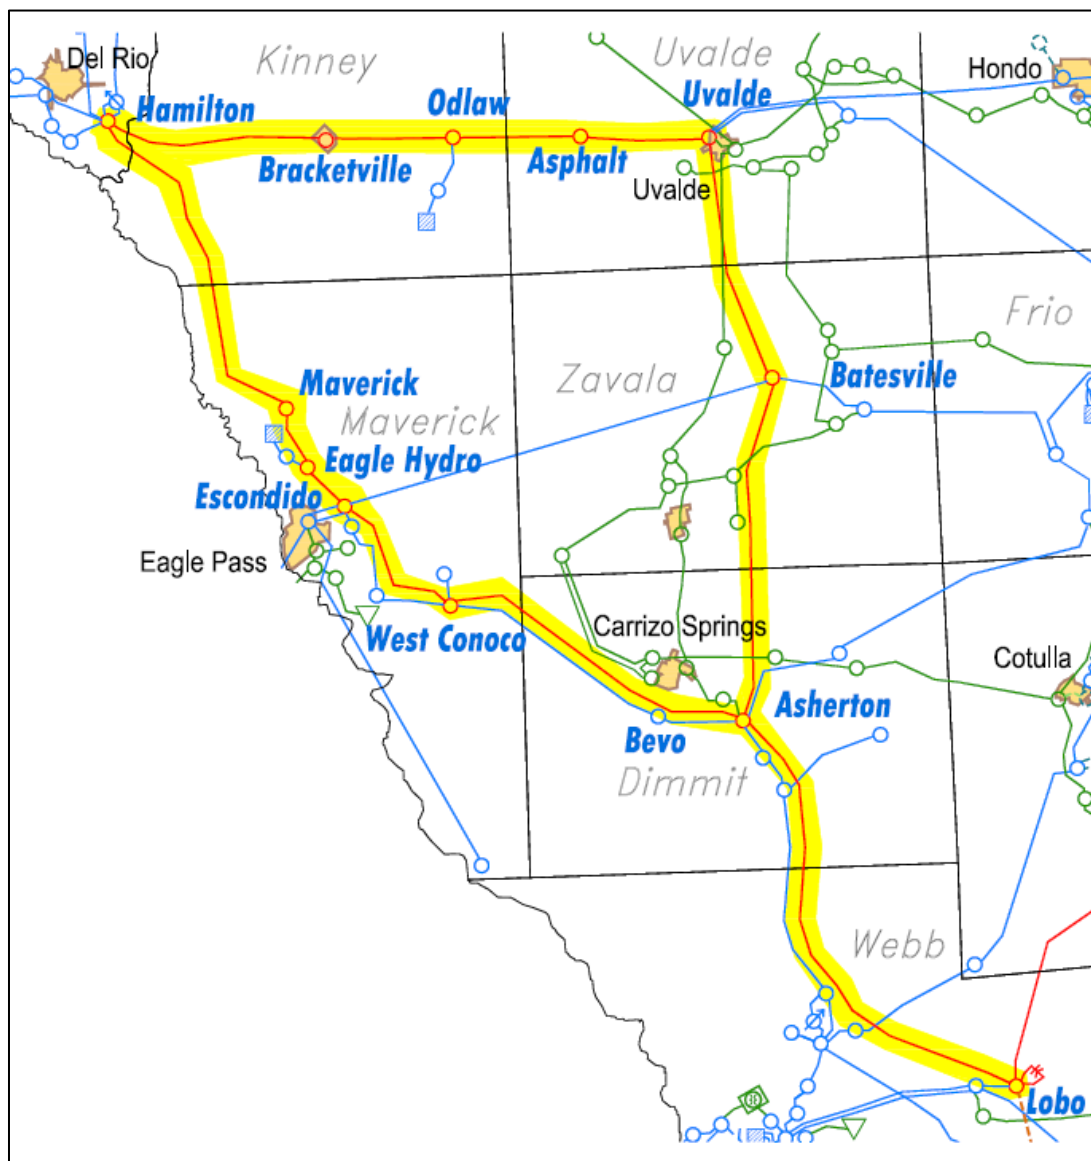 Del Rio
Kinney
Uvalde
Hondo
Hamilton
Odlaw
Uvalde
Bracketville
Asphalt
Uvalde
Frio
Maverick
Zavala
Batesville
Maverick
Eagle Hydro
Escondido
Eagle Pass
West Conoco
Carrizo Springs
Cotulla
Asherton
Bevo
Dimmit
Webb
Lobo